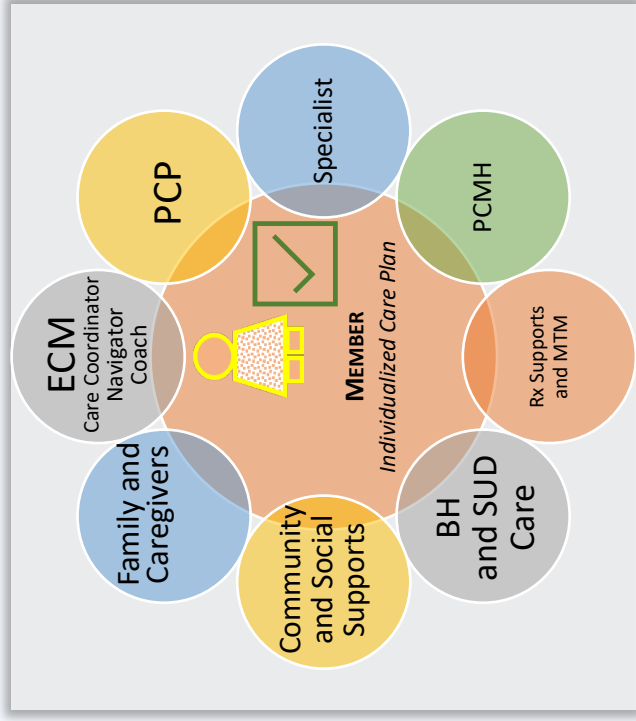 ECM
Care Coordinator
Navigator
Coach
PCP
Specialist
PCMH
Rx Supports
and MTM
BH
and SUD
Care
Community
and Social
Supports
Family and
Caregivers
MEMBER
Individualized Care Plan